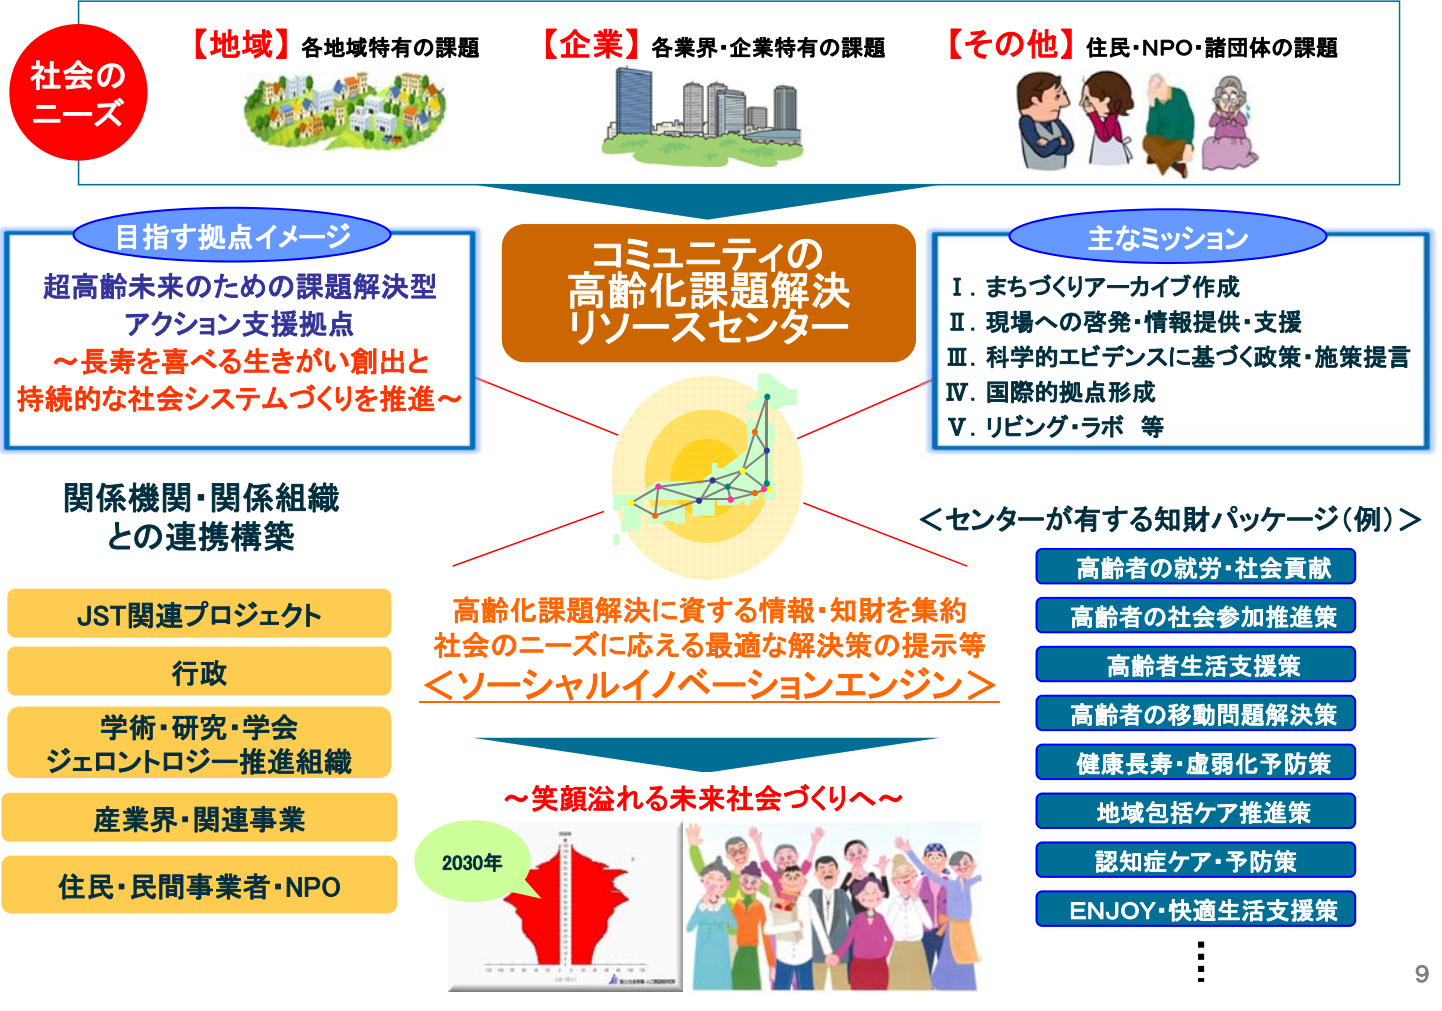 社会の
ニーズ
【地域】 各地域特有の課題
【企業】 各業界・企業特有の課題
【その他】 住民・NPO・諸団体の課題
目指す拠点イメージ
超高齢未来のための課題解決型
アクション支援拠点
～長寿を喜べる生きがい創出と
持続的な社会システムづくりを推進～
コミュニティの
高齢化課題解決
リソースセンター
主なミッション
Ⅰ．まちづくりアーカイブ作成
Ⅱ．現場への啓発・情報提供・支援
Ⅲ．科学的エビデンスに基づく政策・施策提言
Ⅳ．国際的拠点形成
Ⅴ．リビング・ラボ 等
関係機関・関係組織
との連携構築
JST関連プロジェクト
行政
学術・研究・学会
ジェロントロジー推進組織
産業界・関連事業
住民・民間事業者・NPO
高齢化課題解決に資する情報・知財を集約
社会のニーズに応える最適な解決策の提示等
＜ソーシャルイノベーションエンジン＞
～笑顔溢れる未来社会づくりへ～
2030年
＜センターが有する知財パッケージ（例）＞
高齢者の就労・社会貢献
高齢者の社会参加推進策
高齢者生活支援策
高齢者の移動問題解決策
健康長寿・虚弱化予防策
地域包括ケア推進策
認知症ケア・予防策
ENJOY・快適生活支援策
9